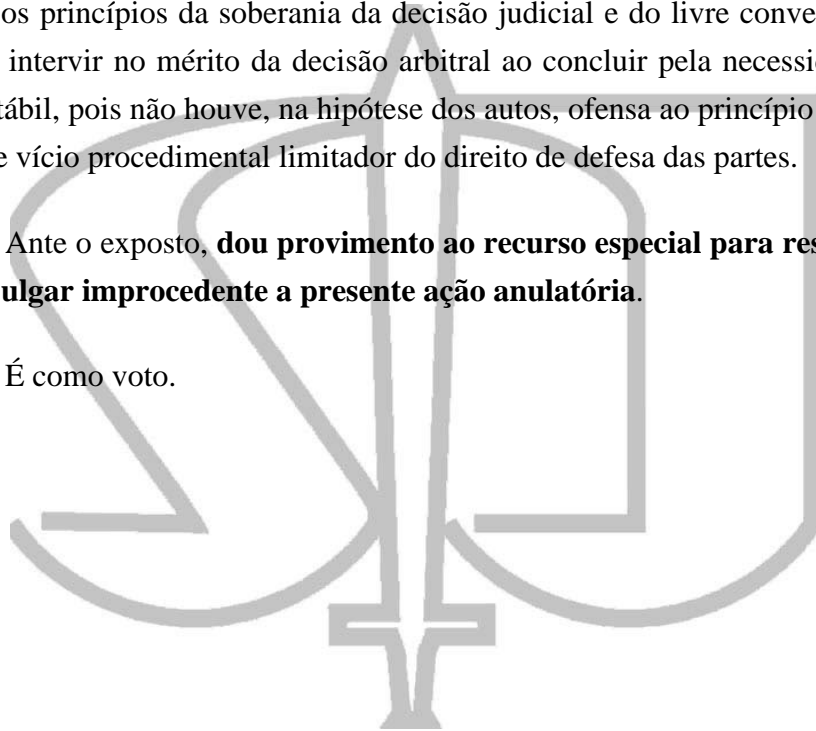 os princípios da soberania da decisão judicial e do livre conve
intervir no mérito da decisão arbitral ao concluir pela necessi
tábil, pois não houve, na hipótese dos autos, ofensa ao princípio
e vício procedimental limitador do direito de defesa das partes.
Ante o exposto, dou provimento ao recurso especial para res
ulgar improcedente a presente ação anulatória.
É como voto.